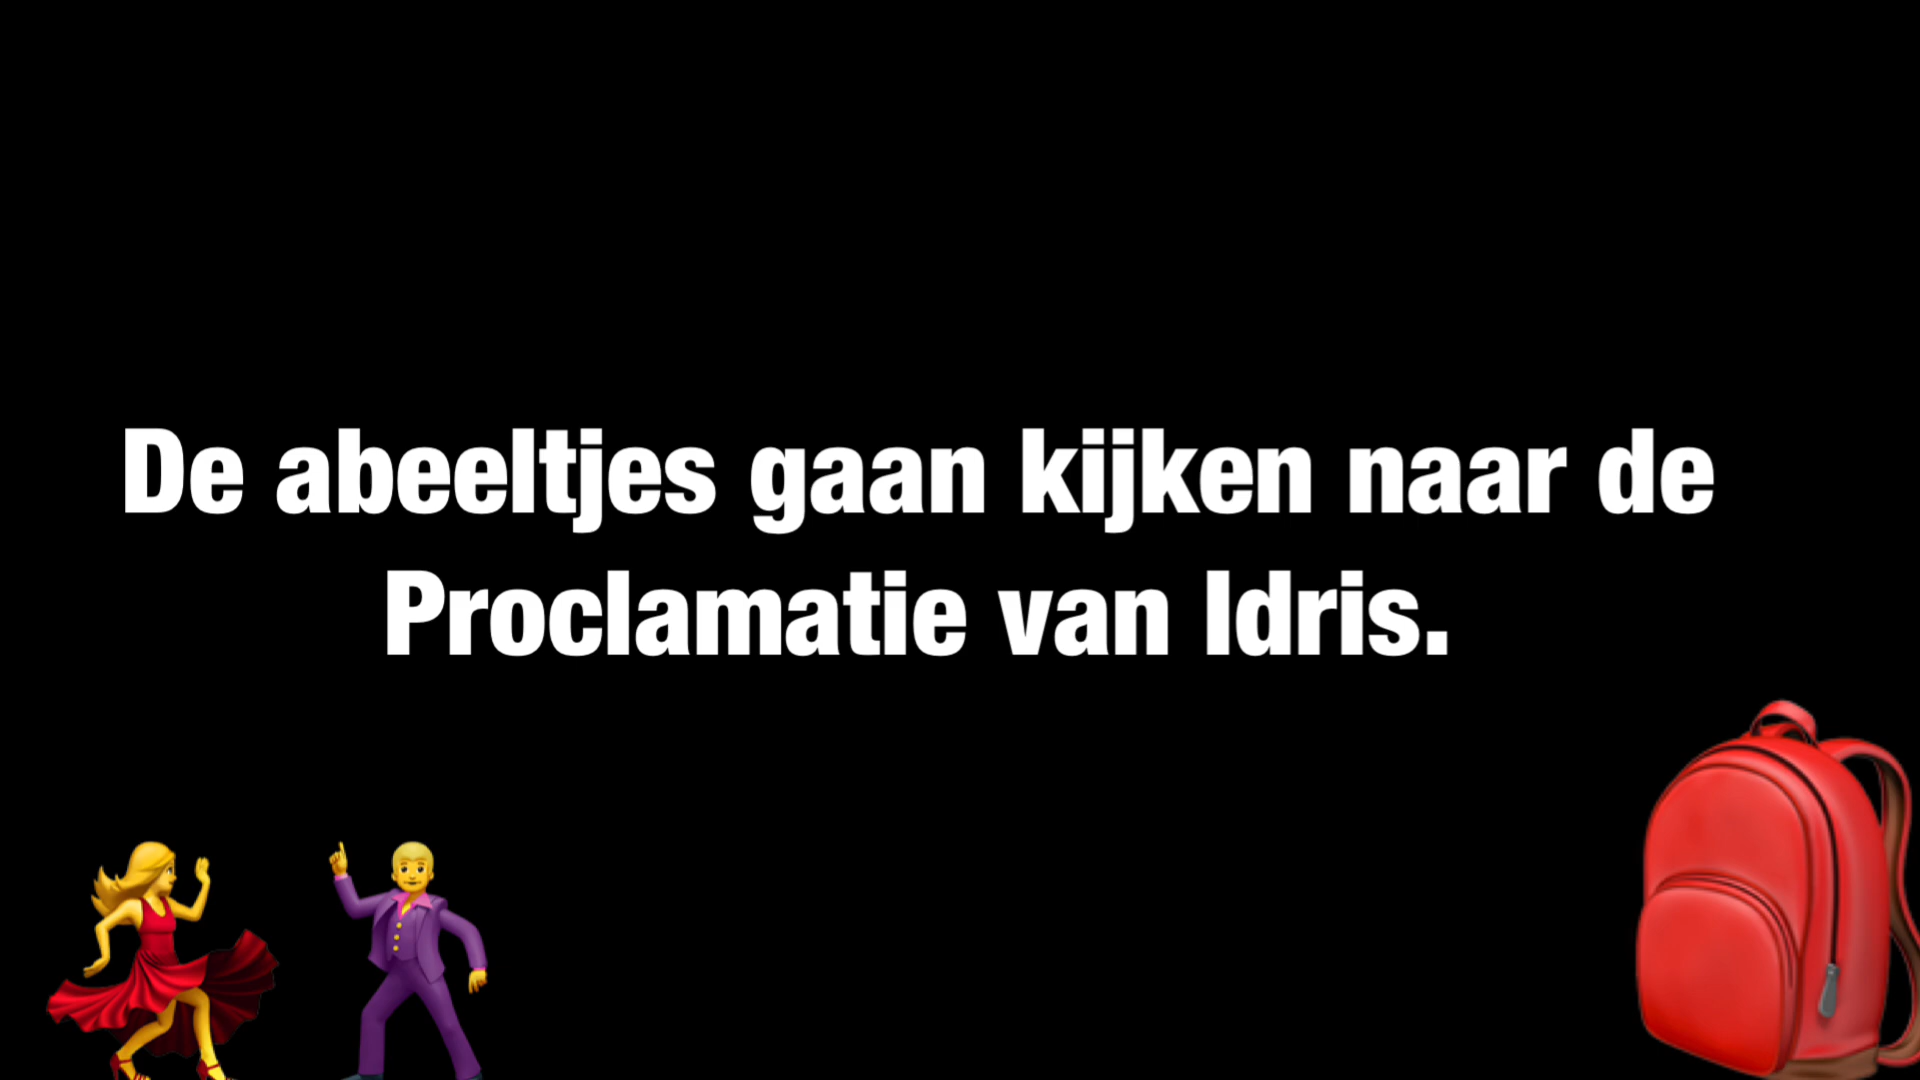 De abeeltjes gaan kijken naar de
Proclamatie van Idris.